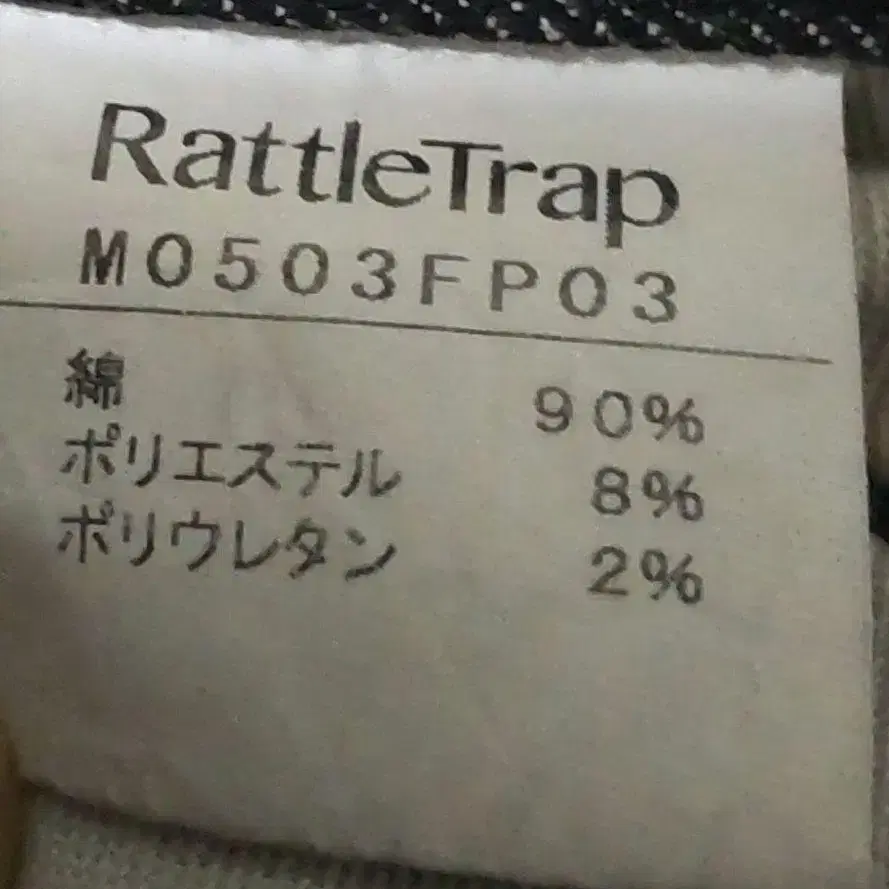 RattleTrap
M0503FP03
綿 90%
ポリエステル 8%
ポリウレタン 2%